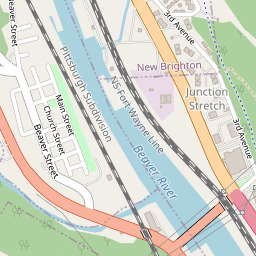 3rd Avenue
Beaver Street
Pittsburgh Subdivision
NS Fort Wayne Line
New Brighton
Junction
Stretch
Main Street
Church Street
Beaver Street
3rd Avenue
Beaver River